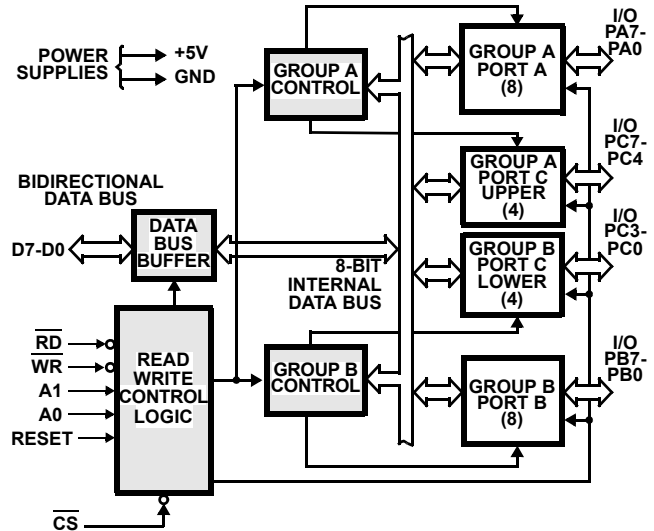 POWER
SUPPLIES
+5V
GND
GROUP A
CONTROL
GROUP A
PORT A
(8)
I/O
PA7-
PA0
GROUP A
PORT C
UPPER
(4)
I/O
PC7-
PC4
BIDIRECTIONAL
DATA BUS
D7-D0
DATA
BUS
BUFFER
8-BIT
INTERNAL
DATA BUS
GROUP B
PORT C
LOWER
(4)
I/O
PC3-
PC0
RD
WR
A1
A0
RESET
READ
WRITE
CONTROL
LOGIC
GROUP B
CONTROL
GROUP B
PORT B
(8)
I/O
PB7-
PB0
CS